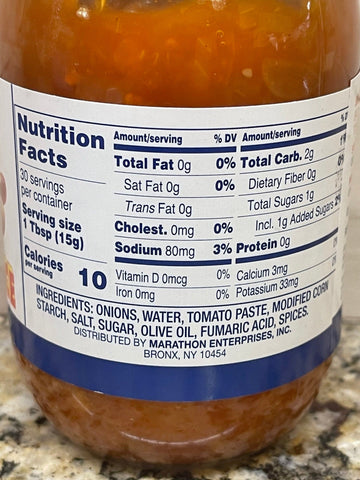 Nutrition
Facts
30 servings
per container
Serving size
1 Tbsp (15g)
Calories
per serving 10
Amount/serving % DV
Total Fat 0g 0%
Sat Fat 0g 0%
Trans Fat 0g
Cholest. 0mg 0%
Sodium 80mg 3%
Amount/serving
Total Carb. 2g 1%
Dietary Fiber 0g
Total Sugars 1g
Incl. 1g Added Sugars
Protein 0g
Vitamin D 0mcg 0%
Calcium 3mg
Iron 0mg 0%
Potassium 33mg
INGREDIENTS: ONIONS, WATER, TOMATO PASTE, MODIFIED CORN
STARCH, SALT, SUGAR, OLIVE OIL, FUMARIC ACID, SPICES.
DISTRIBUTED BY MARATHON ENTERPRISES, INC.
BRONX, NY 10454